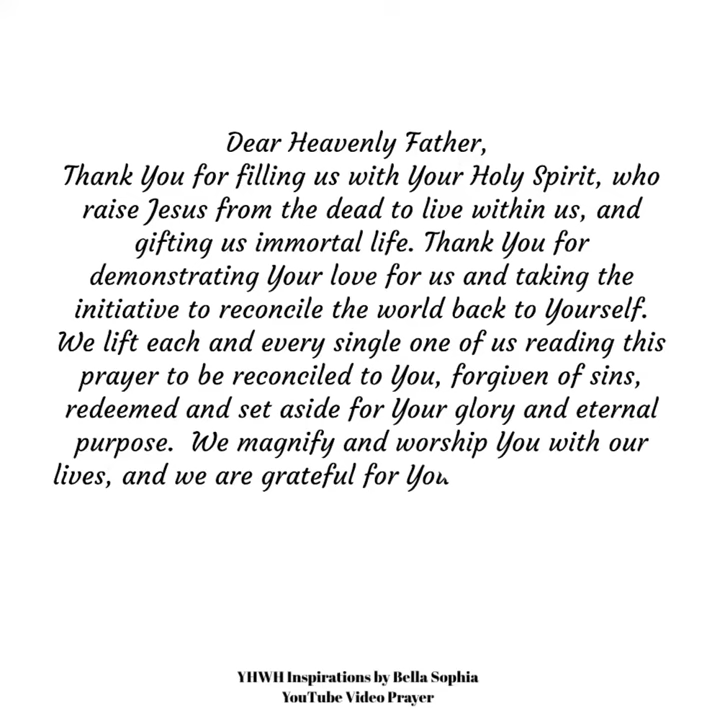 Dear Heavenly Father,
Thank You for filling us with Your Holy Spirit, who
raise Jesus from the dead to live within us, and
gifting us immortal life. Thank You for
demonstrating Your love for us and taking the
initiative to reconcile the world back to Yourself.
We lift each and every single one of us reading this
prayer to be reconciled to You, forgiven of sins,
redeemed and set aside for Your glory and eternal
purpose. We magnify and worship You with our
lives, and we are grateful for
YHWH Inspirations by Bella Sophia
YouTube Video Prayer